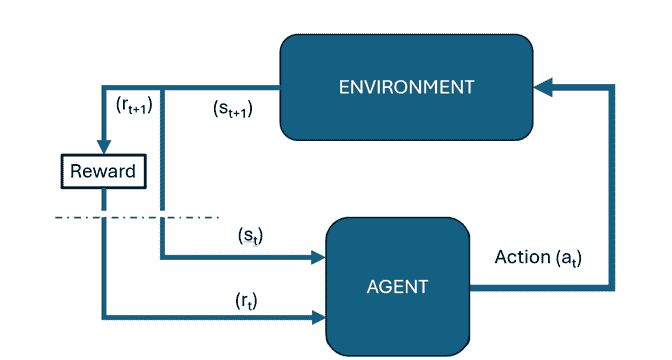 ENVIRONMENT
(rt+1)
(st+1)
Reward
(st)
Action (at)
AGENT
(rt)